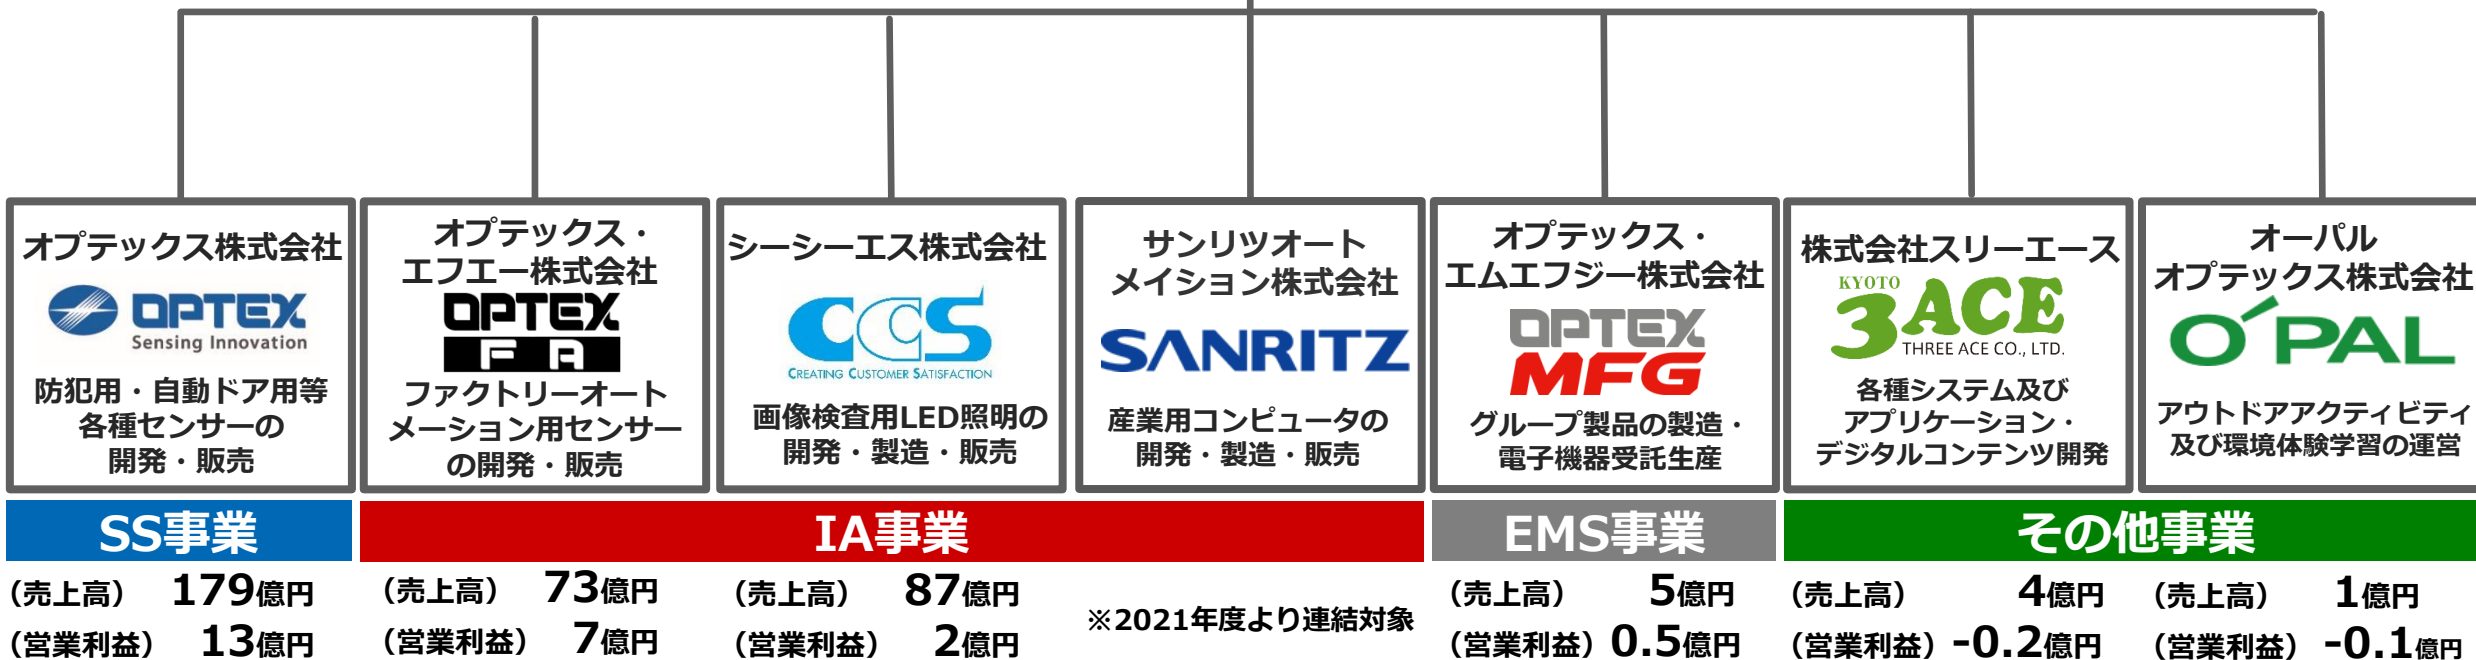 オプテックス株式会社
OPTEX
Sensing Innovation
防犯用・自動ドア用等
各種センサーの
開発・販売
オプテックス・
エフエー株式会社
OPTEX
FA
ファクトリーオート
メーション用センサー
の開発・販売
シーシーエス株式会社
CCS
CREATING CUSTOMER SATISFACTION
画像検査用LED照明の
開発・製造・販売
サンリツオート
メイション株式会社
SANRITZ
産業用コンピュータの
開発・製造・販売
オプテックス・
エムエフジー株式会社
OPTEX
MFG
グループ製品の製造・
電子機器受託生産
株式会社スリーエース
KYOTO
3ACE
THREE ACE CO., LTD.
各種システム及び
アプリケーション・
デジタルコンテンツ開発
オーパル
オプテックス株式会社
O'PAL
アウトドアアクティビティ
及び環境体験学習の運営
SS事業
IA事業
EMS事業
その他事業
(売上高) 179億円
(営業利益) 13億円
(売上高) 73億円
(営業利益) 7億円
(売上高) 87億円
(営業利益) 2億円
※2021年度より連結対象
(売上高) 5億円
(営業利益) 0.5億円
(売上高) 4億円
(営業利益) -0.2億円
(売上高) 1億円
(営業利益) -0.1億円